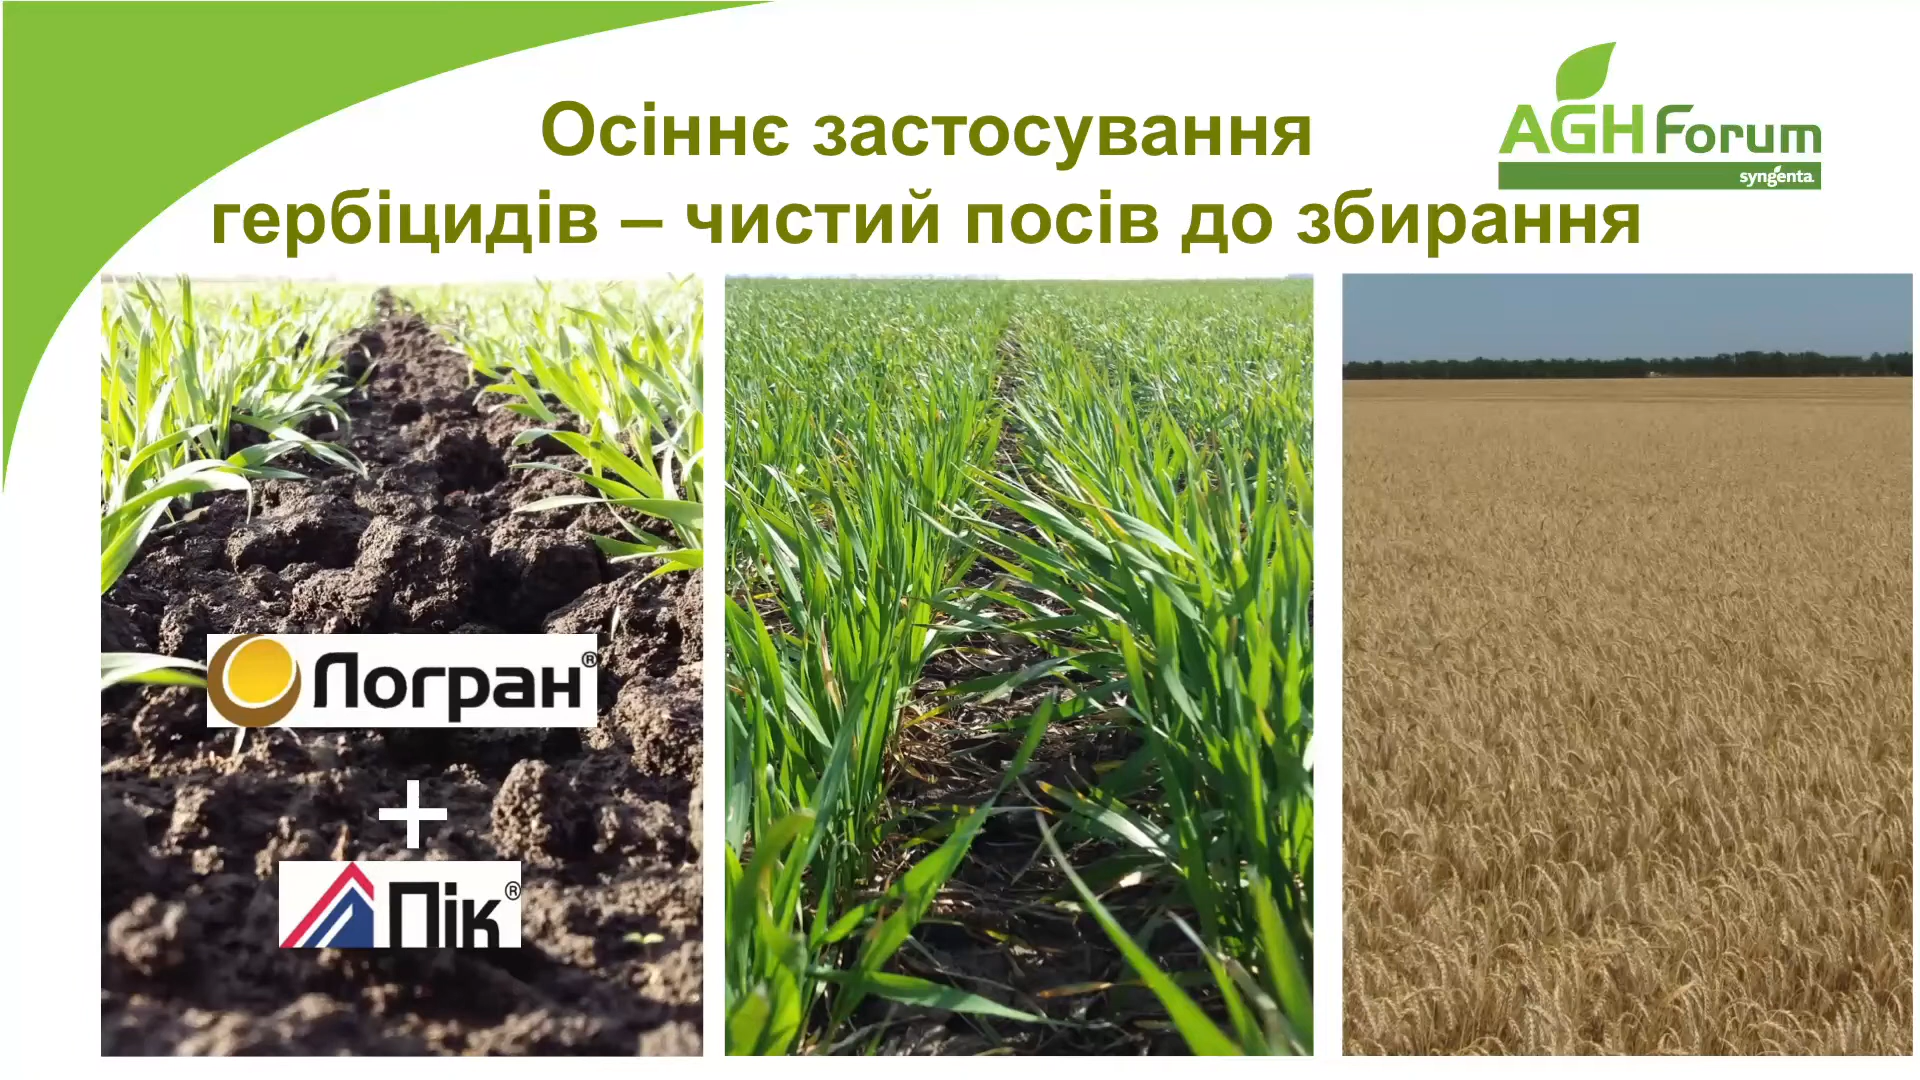 Осіннє застосування
гербіцидів – чистий посів до збирання
AGH Forum
syngenta
Логран®
+
Пік®